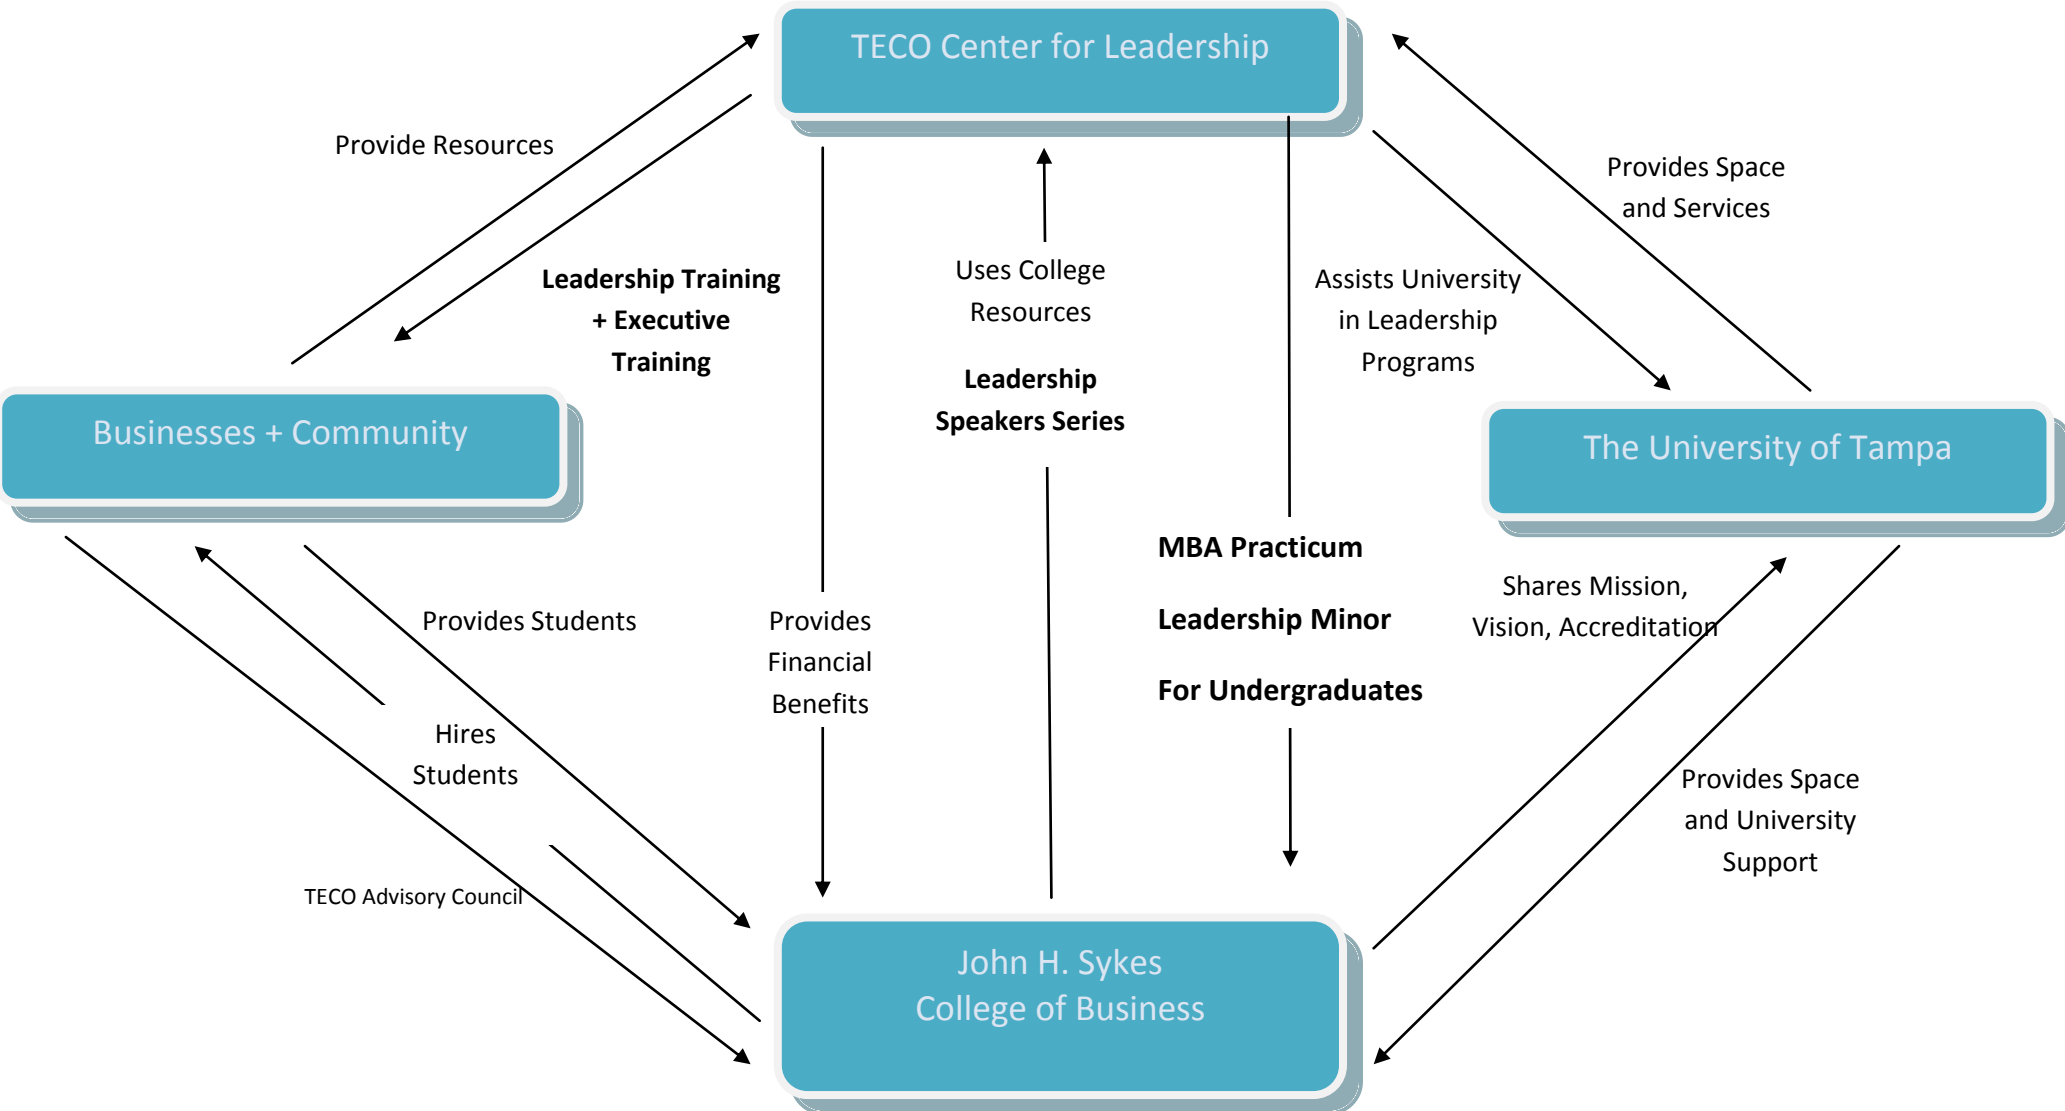 TECO Center for Leadership
Provide Resources
Provides Space
and Services
Leadership Training
+ Executive
Training
Uses College
Resources
Leadership
Speakers Series
Assists University
in Leadership
Programs
Businesses + Community
The University of Tampa
MBA Practicum
Leadership Minor
For Undergraduates
Shares Mission,
Vision, Accreditation
Provides Students
Provides
Financial
Benefits
Hires
Students
Provides Space
and University
Support
TECO Advisory Council
John H. Sykes
College of Business